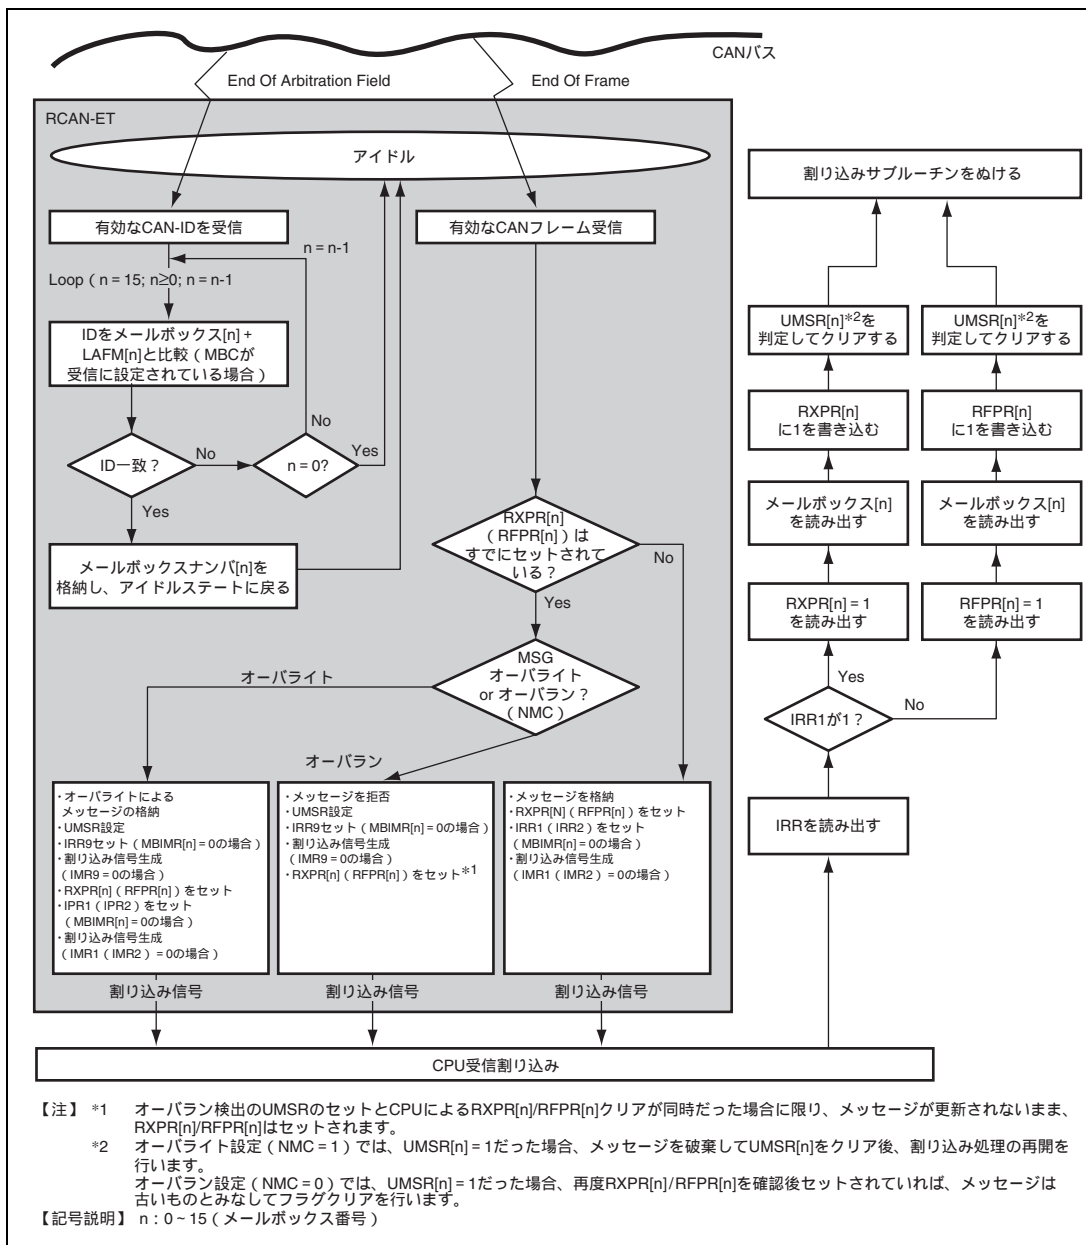 CANバス
End Of Arbitration Field
End Of Frame
RCAN-ET
アイドル
有効なCAN-IDを受信
n = n-1
Loop ( n = 15; n≥0; n = n-1
IDをメールボックス[n] +
LAFM[n]と比較 ( MBCが
受信に設定されている場合 )
ID一致 ?
No
Yes
n = 0?
No
Yes
メールボックスナンバ[n]を
格納し、アイドルステートに戻る
有効なCANフレーム受信
RXPR[n]
( RFPR[n] ) は
すでにセットされて
いる ?
No
Yes
MSG
オーバライト
or オーバラン ?
( NMC )
オーバライト
オーバラン
・オーバライトによる
メッセージの格納
・UMSR設定
・IRR9セット ( MBIMR[n] = 0の場合 )
・割り込み信号生成
( IMR9 = 0の場合 )
・RXPR[n] ( RFPR[n] ) をセット
・IPR1 ( IPR2 ) をセット
( MBIMR[n] = 0の場合 )
・割り込み信号生成
( IMR1 ( IMR2 ) = 0の場合 )
・メッセージを拒否
・UMSR設定
・IRR9セット ( MBIMR[n] = 0の場合 )
・割り込み信号生成
(IMR9 = 0の場合 )
・RXPR[n] ( RFPR[n] ) をセット*1
・メッセージを格納
・RXPR[N] ( RFPR[n] ) をセット
・IRR1 ( IRR2 ) をセット
(MBIMR[n] = 0の場合 )
・割り込み信号生成
( IMR1 ( IMR2 ) = 0の場合 )
割り込み信号
割り込み信号
割り込み信号
CPU受信割り込み
割り込みサブルーチンをぬける
UMSR[n]*2を
判定してクリアする
RXPR[n]
に1を書き込む
メールボックス[n]
を読み出す
RXPR[n] = 1
を読み出す
UMSR[n]*2を
判定してクリアする
RFPR[n]
に1を書き込む
メールボックス[n]
を読み出す
RFPR[n] = 1
を読み出す
Yes
No
IRR1が1 ?
IRRを読み出す
【注】 *1 オーバラン検出のUMSRのセットとCPUによるRXPR[n]/RFPR[n]クリアが同時だった場合に限り、メッセージが更新されないまま、
RXPR[n]/RFPR[n]はセットされます。
*2 オーバライト設定 ( NMC = 1 ) では、UMSR[n] = 1だった場合、メッセージを破棄してUMSR[n]をクリア後、割り込み処理の再開を
行います。
オーバラン設定 ( NMC = 0 ) では、UMSR[n] = 1だった場合、再度RXPR[n]/RFPR[n]を確認後セットされていれば、メッセージは
古いものとみなしてフラグクリアを行います。
【記号説明】 n : 0 ~ 15 ( メールボックス番号 )